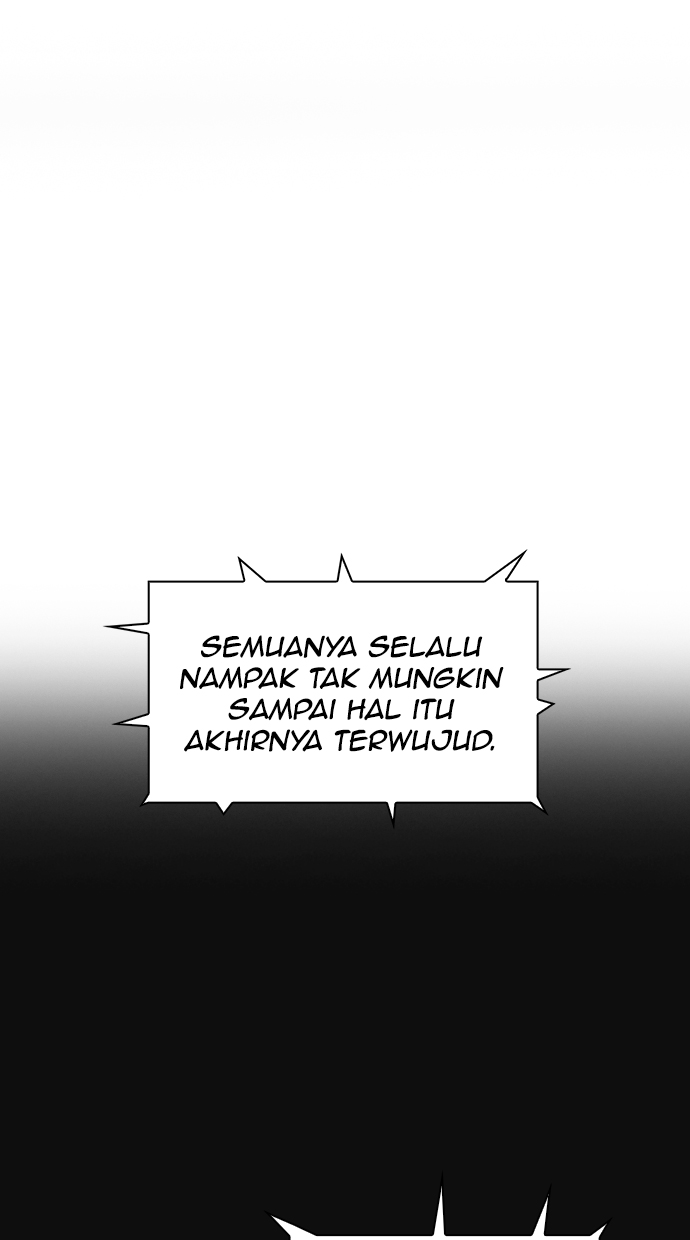 SEMUANYA SELALU
NAMPAK TAK MUNGKIN
SAMPAI HAL ITU
AKHIRNYA TERWUJUD.